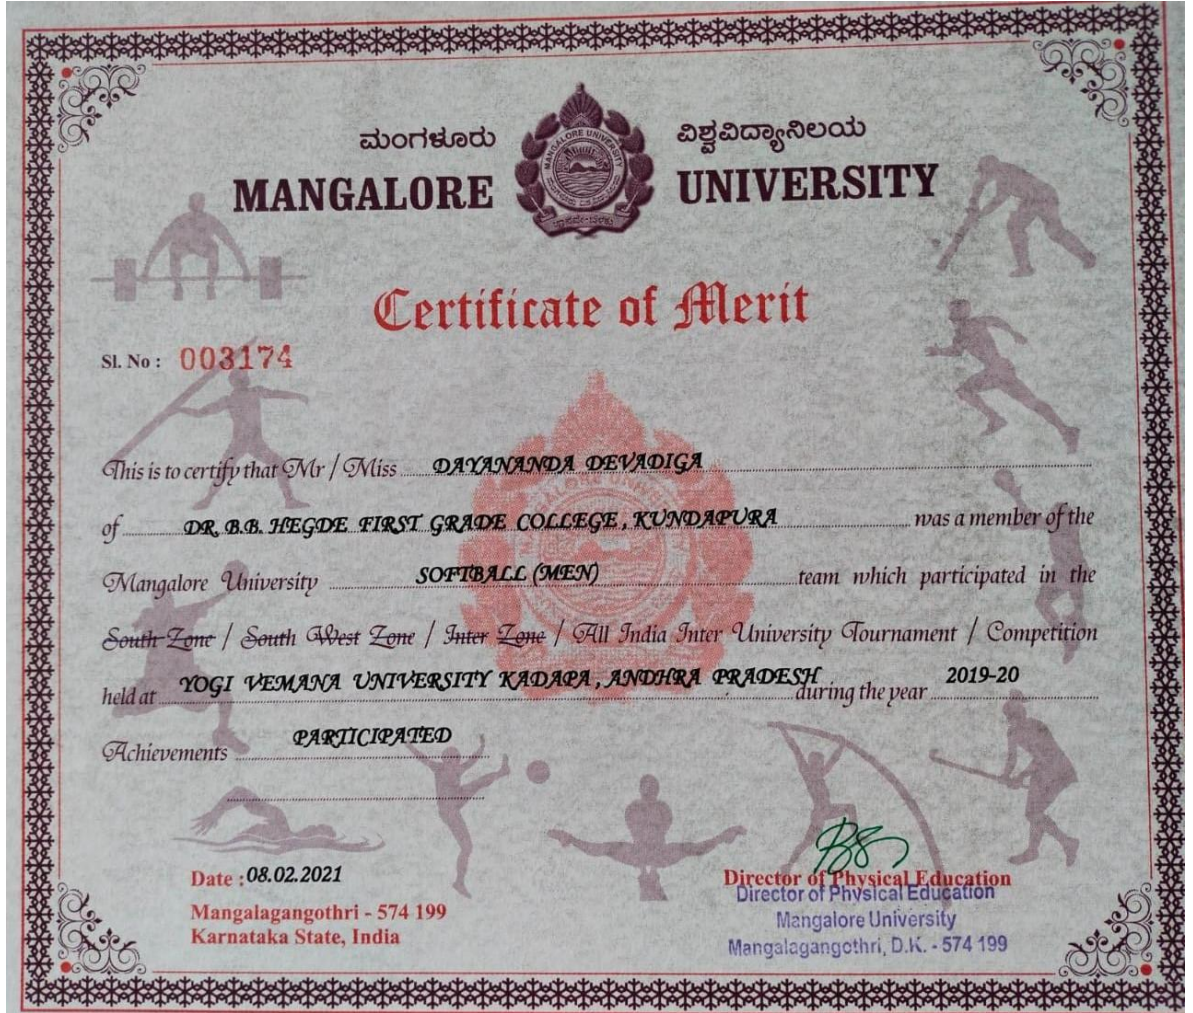 ಮಂಗಳೂರು ವಿಶ್ವವಿದ್ಯಾನಿಲಯ
MANGALORE UNIVERSITY
MANGALORE UNIVERSITY
Certificate of Merit
Sl. No : 003174
This is to certify that Mr / Miss DAYANANDA DEVADIGA
of DR. B.B. HEGDE FIRST GRADE COLLEGE, KUNDAPURA was a member of the
Mangalore University SOFTBALL (MEN) team which participated in the
South Zone / South West Zone / Inter Zone / All India Inter University Tournament / Competition
held at YOGI VEMANA UNIVERSITY KADAPA, ANDHRA PRADESH during the year 2019-20
Achievements PARTICIPATED
Date : 08.02.2021
Mangalagangothri - 574 199
Karnataka State, India
Director of Physical Education
Director of Physical Education
Mangalore University
Mangalagangothri, D.K. - 574 199